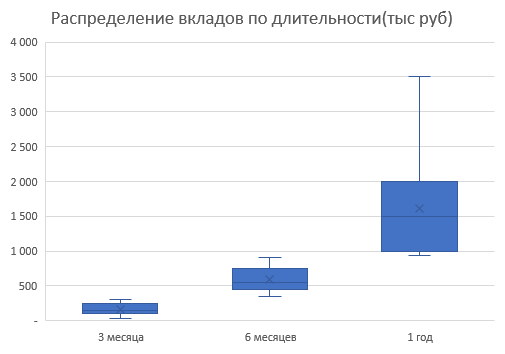 Распределение вкладов по длительности(тыс руб)
4 000
3 500
3 000
2 500
2 000
1 500
1 000
500
-
3 месяца
6 месяцев
1 год